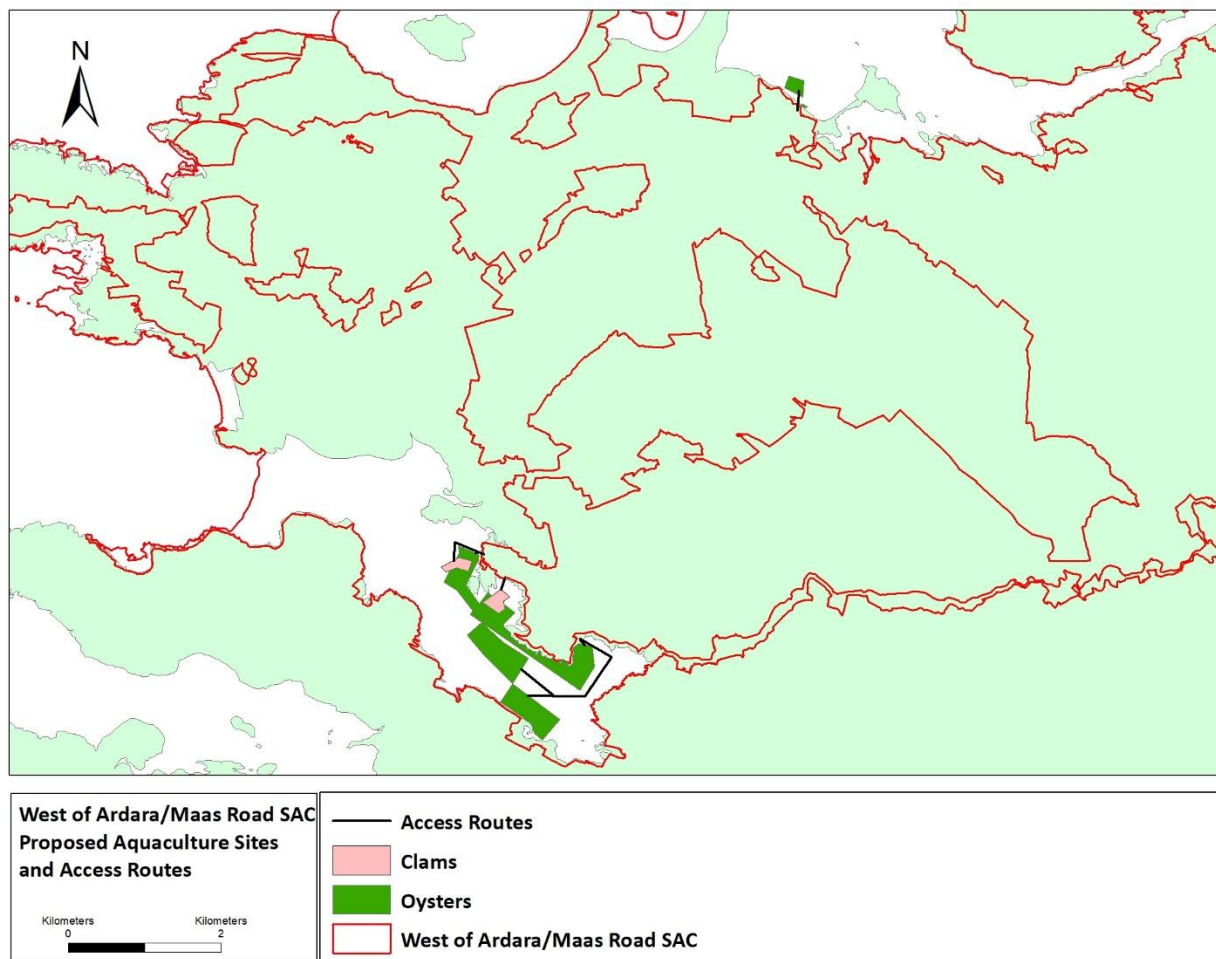 N
West of Ardara/Maas Road SAC
Proposed Aquaculture Sites
and Access Routes
Kilometers Kilometers
0 2
Access Routes
Clams
Oysters
West of Ardara/Maas Road SAC